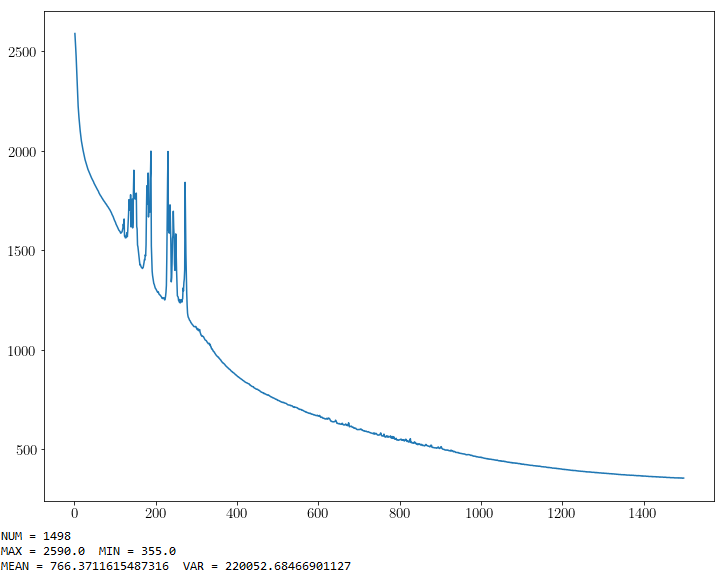 2500
2000
1500
1000
500
0 200 400 600 800 1000 1200 1400
NUM = 1498
MAX = 2590.0 MIN = 355.0
MEAN = 766.3711615487316 VAR = 220052.68466901127